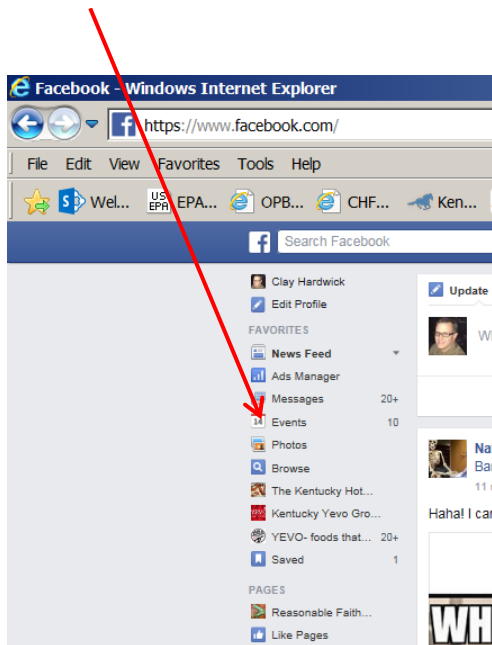 Facebook - Windows Internet Explorer
https://www.facebook.com/
File Edit View Favorites Tools Help
Wel... US EPA EPA... OPB... CHF... Ken...
Search Facebook
Clay Hardwick
Edit Profile
Update
FAVORITES
News Feed
Ads Manager
Messages 20+
14 Events 10
Photos
Browse
The Kentucky Hot...
Kentucky Yevo Gro...
YEVO- foods that... 20+
Saved 1
11
Haha! I
PAGES
Reasonable Faith...
Like Pages